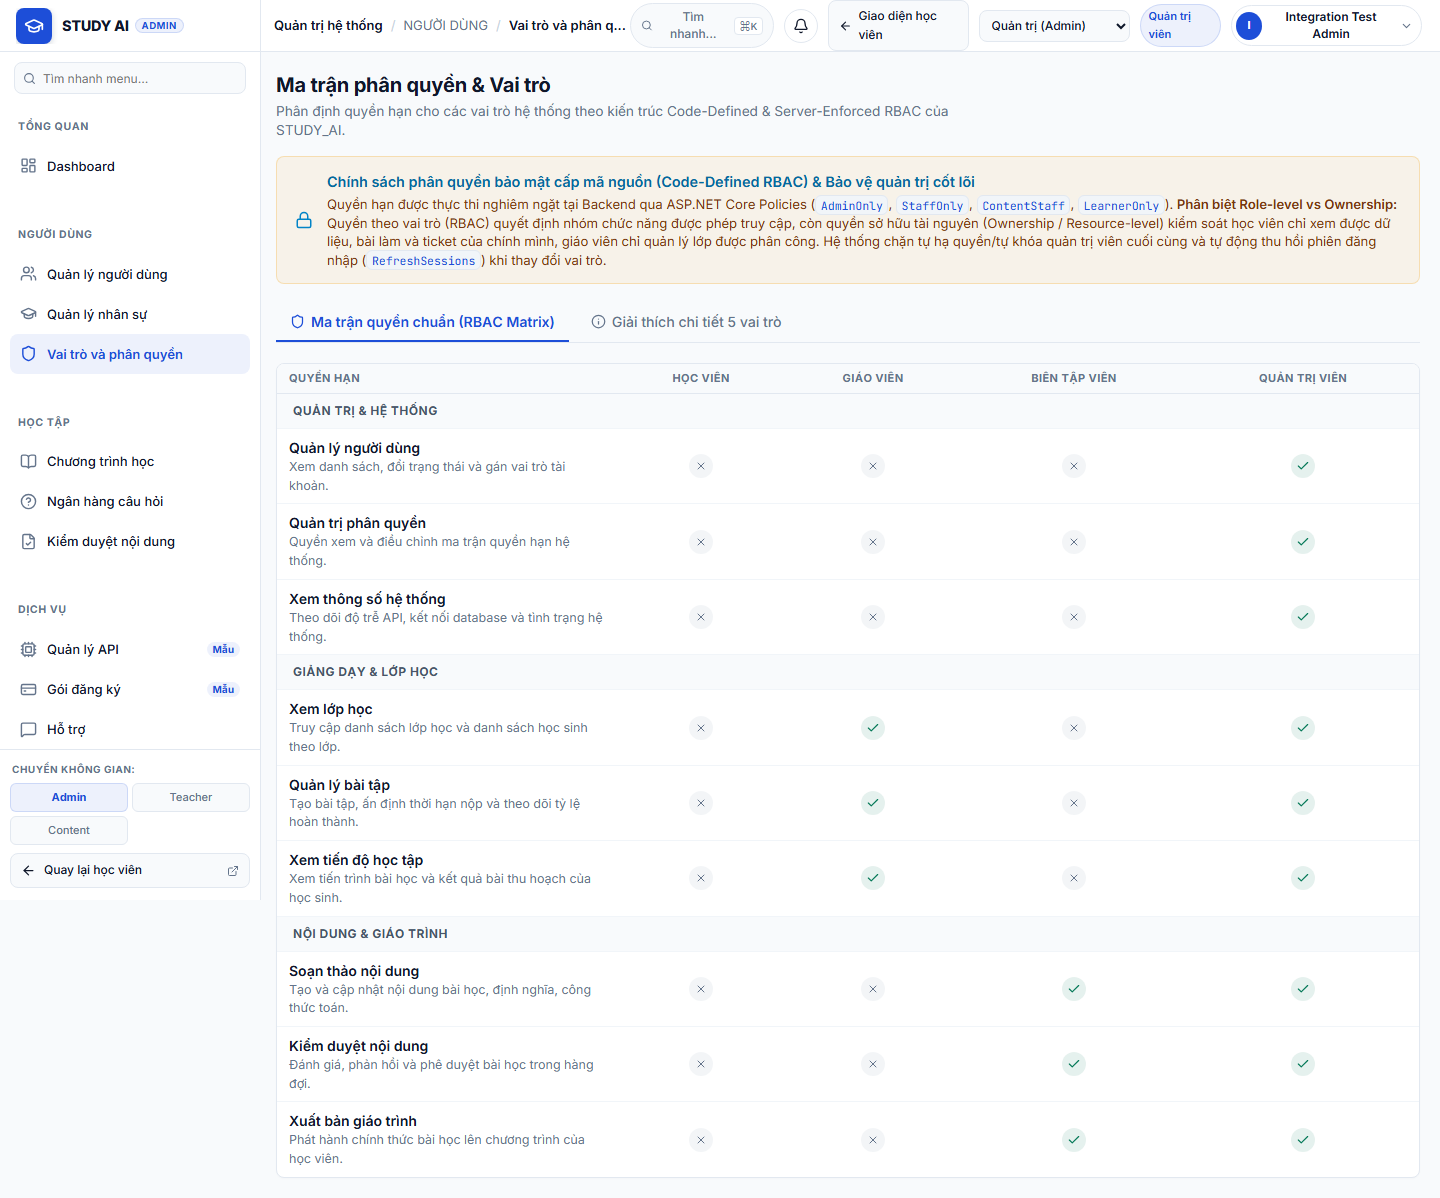 STUDY AI ADMIN
Quản trị hệ thống / NGƯỜI DÙNG / Vai trò và phân q...
Tìm nhanh... ⌘K
Giao diện học viên
Quản trị (Admin)
Quản trị viên
I
Integration Test Admin
Tìm nhanh menu...
TỔNG QUAN
Dashboard
NGƯỜI DÙNG
Quản lý người dùng
Quản lý nhân sự
Vai trò và phân quyền
HỌC TẬP
Chương trình học
Ngân hàng câu hỏi
Kiểm duyệt nội dung
DỊCH VỤ
Quản lý API Mẫu
Gói đăng ký Mẫu
Hỗ trợ
CHUYỂN KHÔNG GIAN:
Admin
Teacher
Content
Quay lại học viên
Ma trận phân quyền & Vai trò
Phân định quyền hạn cho các vai trò hệ thống theo kiến trúc Code-Defined & Server-Enforced RBAC của
STUDY_AI.
Chính sách phân quyền bảo mật cấp mã nguồn (Code-Defined RBAC) & Bảo vệ quản trị cốt lõi
Quyền hạn được thực thi nghiêm ngặt tại Backend qua ASP.NET Core Policies ( AdminOnly , StaffOnly , ContentStaff , LearnerOnly ). Phân biệt Role-level vs Ownership:
Quyền theo vai trò (RBAC) quyết định nhóm chức năng được phép truy cập, còn quyền sở hữu tài nguyên (Ownership / Resource-level) kiểm soát học viên chỉ xem được dữ
liệu, bài làm và ticket của chính mình, giáo viên chỉ quản lý lớp được phân công. Hệ thống chặn tự hạ quyền/tự khóa quản trị viên cuối cùng và tự động thu hồi phiên đăng
nhập ( RefreshSessions ) khi thay đổi vai trò.
Ma trận quyền chuẩn (RBAC Matrix)
Giải thích chi tiết 5 vai trò
QUYỀN HẠN HỌC VIÊN GIÁO VIÊN BIÊN TẬP VIÊN QUẢN TRỊ VIÊN
QUẢN TRỊ & HỆ THỐNG
Quản lý người dùng
Xem danh sách, đổi trạng thái và gán vai trò tài
khoản.
Quản trị phân quyền
Quyền xem và điều chỉnh ma trận quyền hạn hệ
thống.
Xem thông số hệ thống
Theo dõi độ trễ API, kết nối database và tình trạng hệ
thống.
GIẢNG DẠY & LỚP HỌC
Xem lớp học
Truy cập danh sách lớp học và danh sách học sinh
theo lớp.
Quản lý bài tập
Tạo bài tập, ấn định thời hạn nộp và theo dõi tỷ lệ
hoàn thành.
Xem tiến độ học tập
Xem tiến trình bài học và kết quả bài thu hoạch của
học sinh.
NỘI DUNG & GIÁO TRÌNH
Soạn thảo nội dung
Tạo và cập nhật nội dung bài học, định nghĩa, công
thức toán.
Kiểm duyệt nội dung
Đánh giá, phản hồi và phê duyệt bài học trong hàng
đợi.
Xuất bản giáo trình
Phát hành chính thức bài học lên chương trình của
học viên.